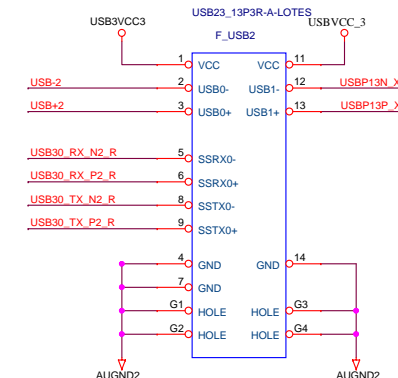 USB23_13P3R-A-LOTES
USB3VCC3
USBVCC_3
F_USB2
1 VCC VCC 11
USB-2 2 USB0- USB1- 12 USBP13N_X
USB+2 3 USB0+ USB1+ 13 USBP13P_X
USB30_RX_N2_R 5 SSRX0-
USB30_RX_P2_R 6 SSRX0+
USB30_TX_N2_R 8 SSTX0-
USB30_TX_P2_R 9 SSTX0+
4 GND GND 14
7 GND
G1 HOLE HOLE G3
G2 HOLE HOLE G4
AUGND2 AUGND2